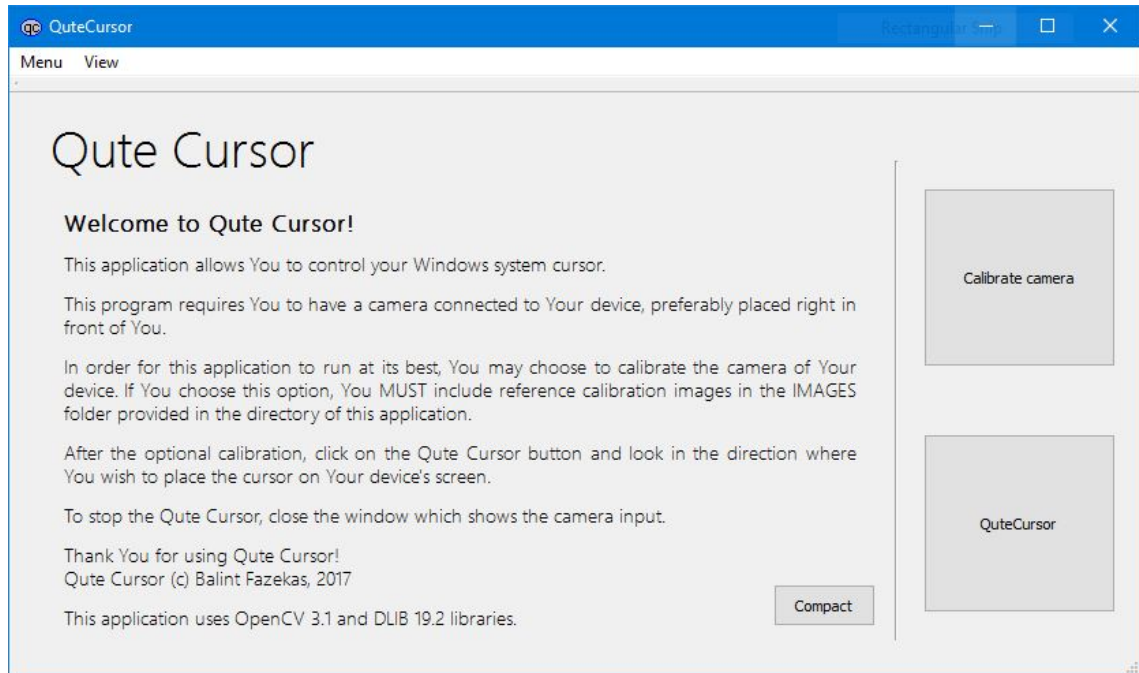 QuteCursor
Rectangular Snip
Menu View
Qute Cursor
Welcome to Qute Cursor!
This application allows You to control your Windows system cursor.
This program requires You to have a camera connected to Your device, preferably placed right in
front of You.
In order for this application to run at its best, You may choose to calibrate the camera of Your
device. If You choose this option, You MUST include reference calibration images in the IMAGES
folder provided in the directory of this application.
After the optional calibration, click on the Qute Cursor button and look in the direction where
You wish to place the cursor on Your device's screen.
To stop the Qute Cursor, close the window which shows the camera input.
Thank You for using Qute Cursor!
Qute Cursor (c) Balint Fazekas, 2017
This application uses OpenCV 3.1 and DLIB 19.2 libraries.
Compact
Calibrate camera
QuteCursor